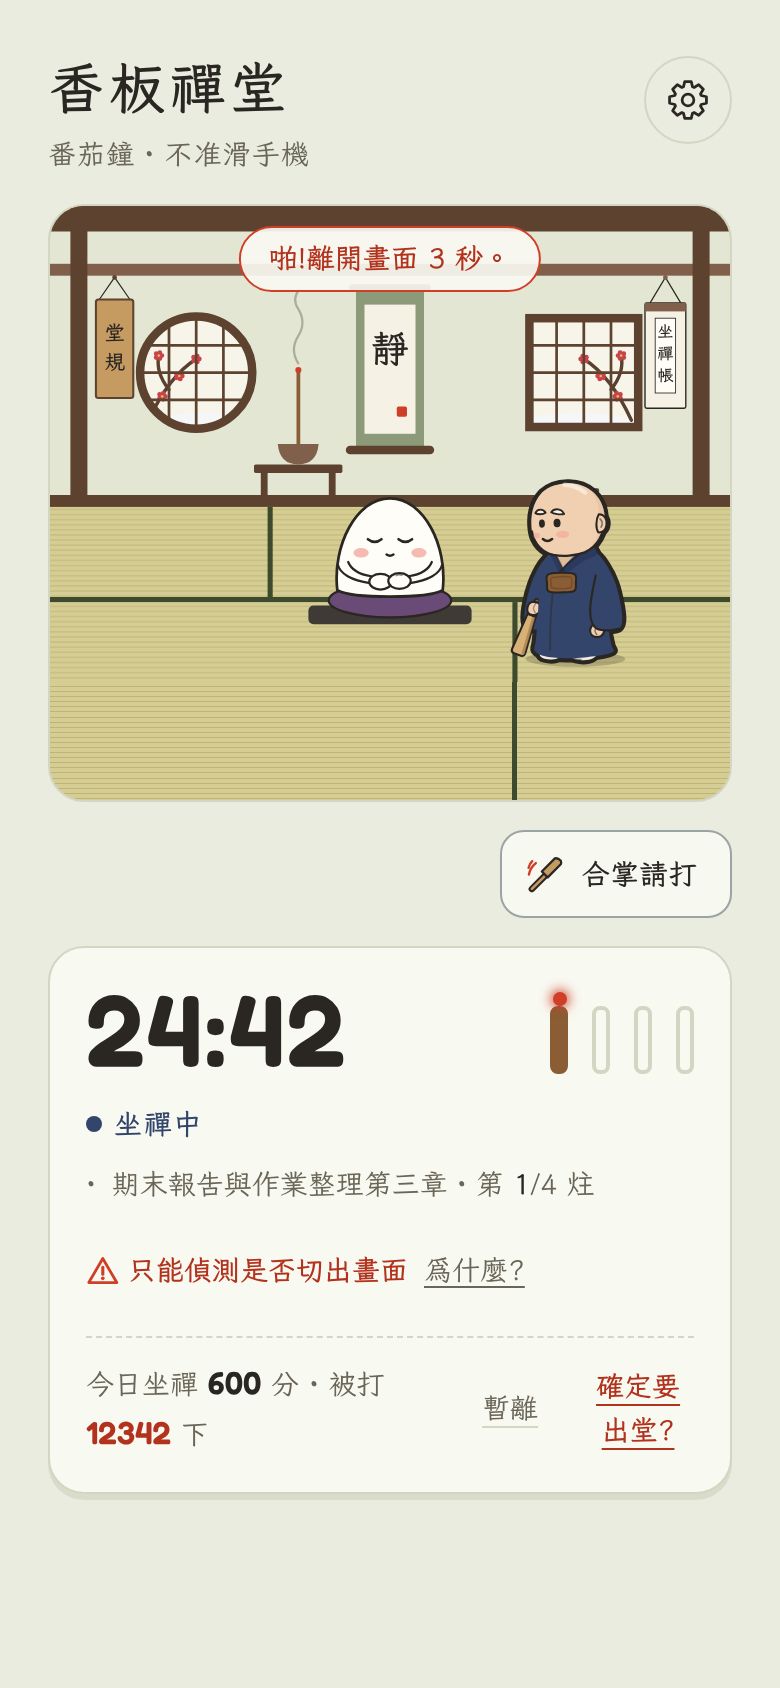 香板禪堂
番茄鐘・不准滑手機
啪!離開畫面 3 秒。
堂規
靜
坐禪帳
合掌請打
24:42
坐禪中
・ 期末報告與作業整理第三章・第 1/4 炷
只能偵測是否切出畫面 為什麼?
今日坐禪 600 分・被打
12342 下
暫離
確定要
出堂?